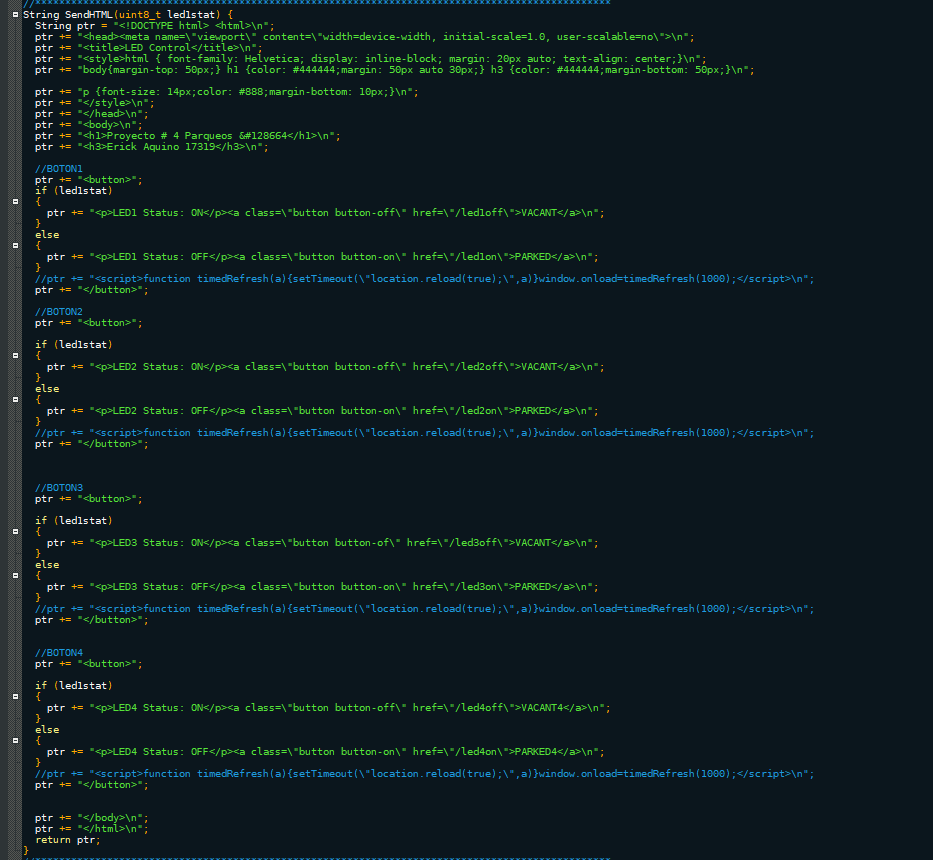 //************************************************************************************************
String SendHTML(uint8_t led1stat) {
  String ptr = "<!DOCTYPE html> <html>\n";
  ptr += "<head><meta name=\"viewport\" content=\"width=device-width, initial-scale=1.0, user-scalable=no\">\n";
  ptr += "<title>LED Control</title>\n";
  ptr += "<style>html { font-family: Helvetica; display: inline-block; margin: 20px auto; text-align: center;}\n";
  ptr += "body{margin-top: 50px;} h1 {color: #444444;margin: 50px auto 30px;} h3 {color: #444444;margin-bottom: 50px;}\n";
  ptr += "p {font-size: 14px;color: #888;margin-bottom: 10px;}\n";
  ptr += "</style>\n";
  ptr += "</head>\n";
  ptr += "<body>\n";
  ptr += "<h1>Proyecto # 4 Parqueos &#128664</h1>\n";
  ptr += "<h3>Erick Aquino 17319</h3>\n";
  //BOTON1
  ptr += "<button>";
  if (led1stat)
  {
    ptr += "<p>LED1 Status: ON</p><a class=\"button button-off\" href=\"/led1off\">VACANT</a>\n";
  }
  else
  {
    ptr += "<p>LED1 Status: OFF</p><a class=\"button button-on\" href=\"/led1on\">PARKED</a>\n";
  }
  //ptr += "<script>function timedRefresh(a){setTimeout(\"location.reload(true);\",a)}window.onload=timedRefresh(1000);</script>\n";
  ptr += "</button>";
  //BOTON2
  ptr += "<button>";
  if (led1stat)
  {
    ptr += "<p>LED2 Status: ON</p><a class=\"button button-off\" href=\"/led2off\">VACANT</a>\n";
  }
  else
  {
    ptr += "<p>LED2 Status: OFF</p><a class=\"button button-on\" href=\"/led2on\">PARKED</a>\n";
  }
  //ptr += "<script>function timedRefresh(a){setTimeout(\"location.reload(true);\",a)}window.onload=timedRefresh(1000);</script>\n";
  ptr += "</button>";
  //BOTON3
  ptr += "<button>";
  if (led1stat)
  {
    ptr += "<p>LED3 Status: ON</p><a class=\"button button-of\" href=\"/led3off\">VACANT</a>\n";
  }
  else
  {
    ptr += "<p>LED3 Status: OFF</p><a class=\"button button-on\" href=\"/led3on\">PARKED</a>\n";
  }
  //ptr += "<script>function timedRefresh(a){setTimeout(\"location.reload(true);\",a)}window.onload=timedRefresh(1000);</script>\n";
  ptr += "</button>";
  //BOTON4
  ptr += "<button>";
  if (led1stat)
  {
    ptr += "<p>LED4 Status: ON</p><a class=\"button button-off\" href=\"/led4off\">VACANT4</a>\n";
  }
  else
  {
    ptr += "<p>LED4 Status: OFF</p><a class=\"button button-on\" href=\"/led4on\">PARKED4</a>\n";
  }
  //ptr += "<script>function timedRefresh(a){setTimeout(\"location.reload(true);\",a)}window.onload=timedRefresh(1000);</script>\n";
  ptr += "</button>";
  ptr += "</body>\n";
  ptr += "</html>\n";
  return ptr;
}
//************************************************************************************************